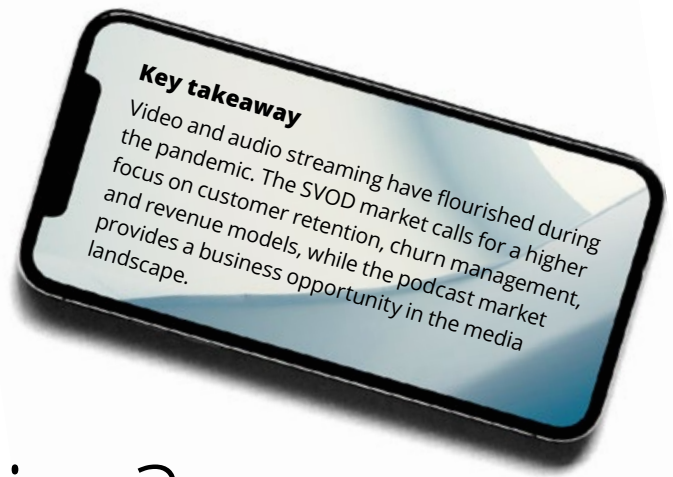 Key takeaway
Video and audio streaming have flourished during
the pandemic. The SVOD market calls for a higher
focus on customer retention, churn management,
and revenue models, while the podcast market
provides a business opportunity in the media
landscape.